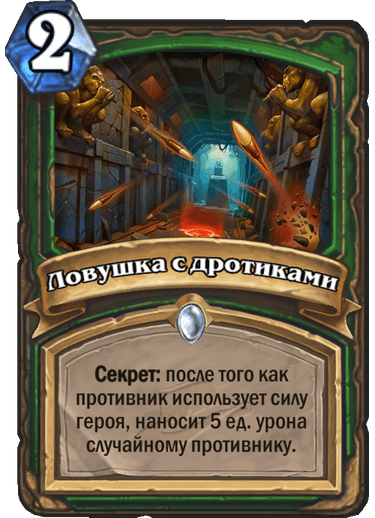 2
Ловушка с дротиками
Секрет: после того как
противник использует силу
героя, наносит 5 ед. урона
случайному противнику.